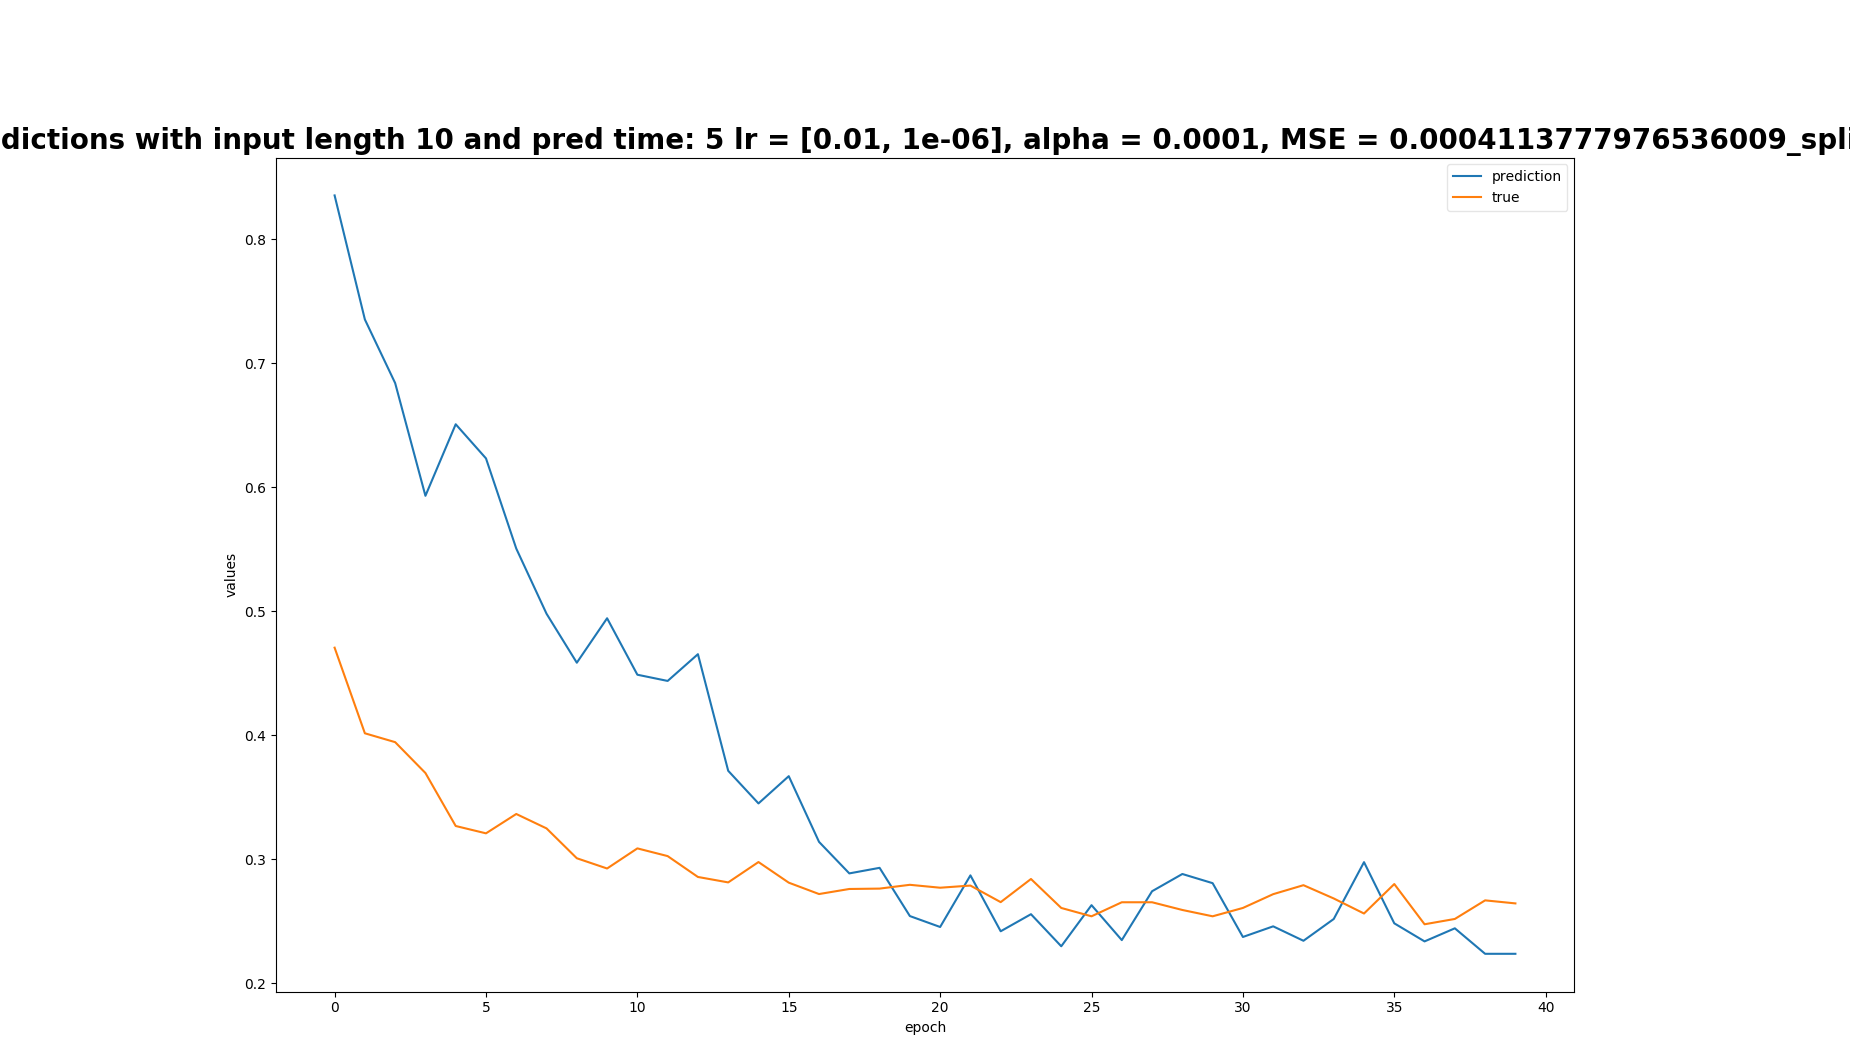 dictions with input length 10 and pred time: 5 lr = [0.01, 1e-06], alpha = 0.0001, MSE = 0.0004113777976536009_spli
prediction
true
0.8
0.7
0.6
0.5
0.4
0.3
0.2
values
0 5 10 15 20 25 30 35 40
epoch